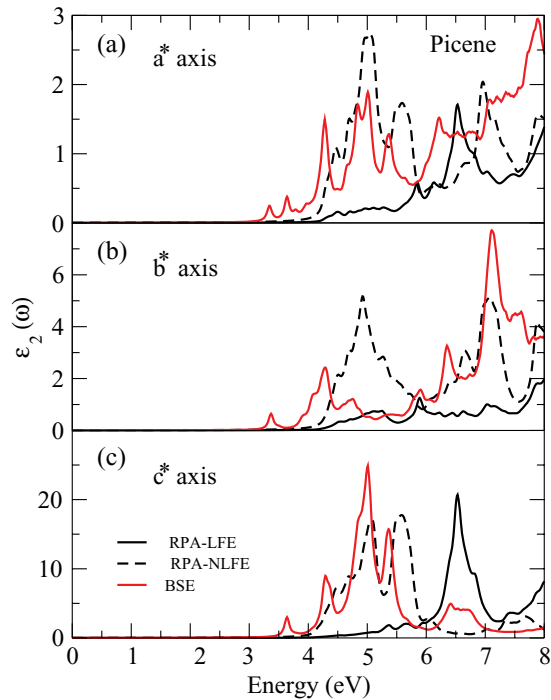 (a)
a* axis
Picene
3
2
1
0
(b)
b* axis
6
4
2
0
ε₂ (ω)
(c)
c* axis
20
10
0
RPA-LFE
RPA-NLFE
BSE
0 1 2 3 4 5 6 7 8
Energy (eV)